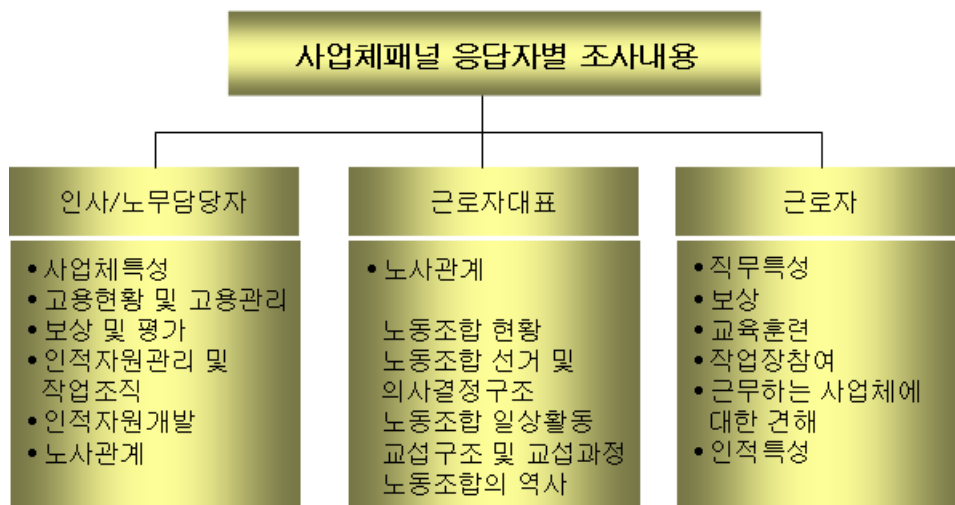 사업체패널 응답자별 조사내용
인사/노무담당자
• 사업체특성
• 고용현황 및 고용관리
• 보상 및 평가
• 인적자원관리 및
작업조직
• 인적자원개발
• 노사관계
근로자대표
• 노사관계
노동조합 현황
노동조합 선거 및
의사결정구조
노동조합 일상활동
교섭구조 및 교섭과정
노동조합의 역사
근로자
• 직무특성
• 보상
• 교육훈련
• 작업장참여
• 근무하는 사업체에
대한 견해
• 인적특성